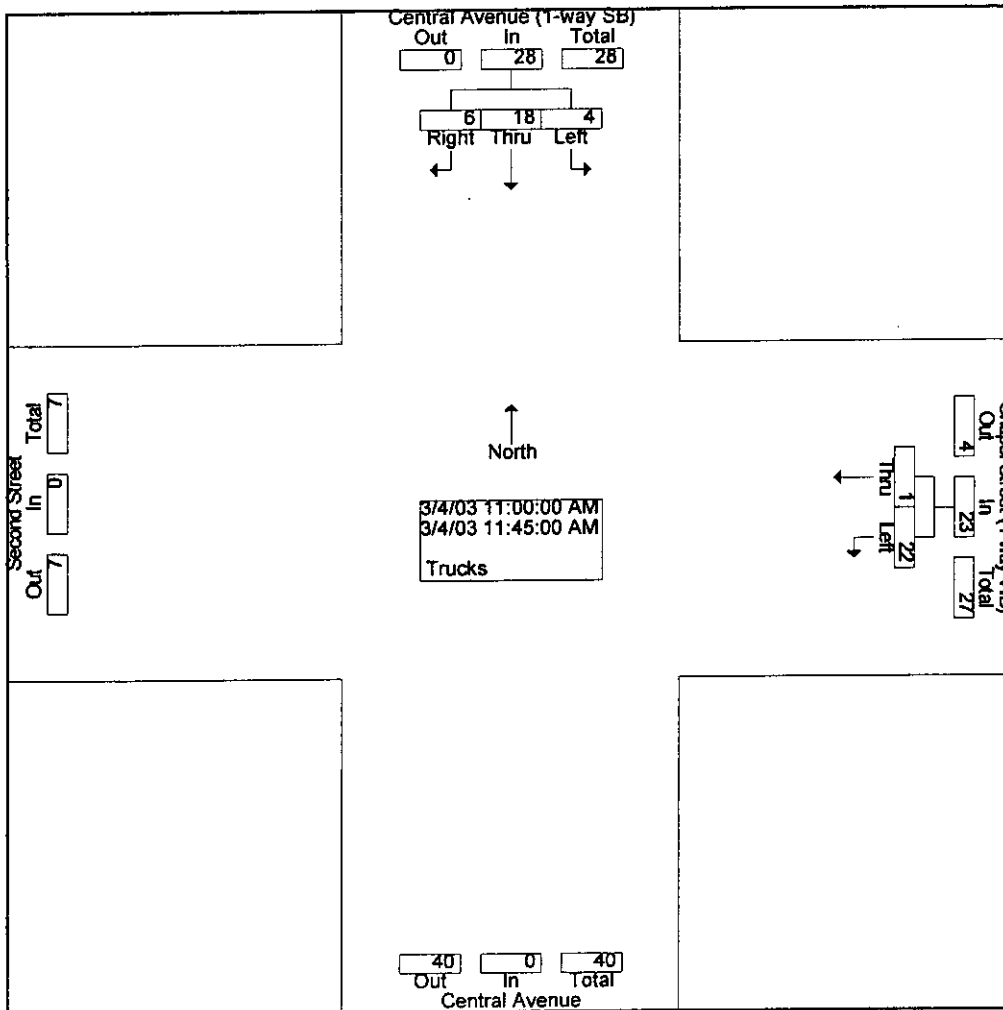 Central Avenue (1-way SB)
Out In Total
0 28 28
6 18 4
Right Thru Left
North
3/4/03 11:00:00 AM
3/4/03 11:45:00 AM
Trucks
Second Street
Out In Total
7 0 7
Out In Total
4 23 27
Thru Left
1 22
40 0 40
Out In Total
Central Avenue